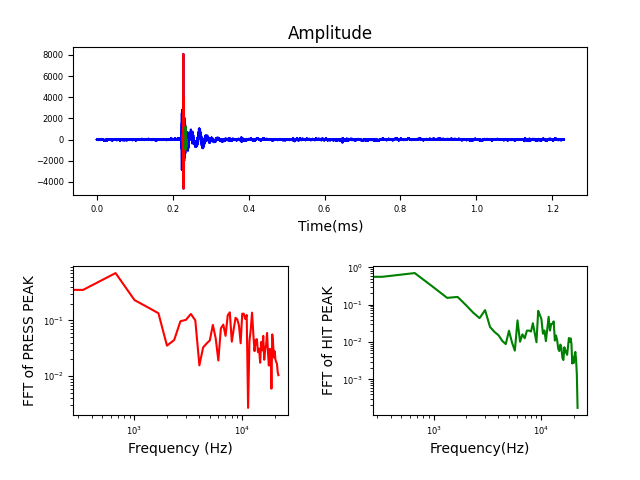 Amplitude
8000
6000
4000
2000
0
−2000
−4000
0.0 0.2 0.4 0.6 0.8 1.0 1.2
Time(ms)
FFT of PRESS PEAK
10⁻¹
10⁻²
10³ 10⁴
Frequency (Hz)
FFT of HIT PEAK
10⁰
10⁻¹
10⁻²
10⁻³
10³ 10⁴
Frequency(Hz)